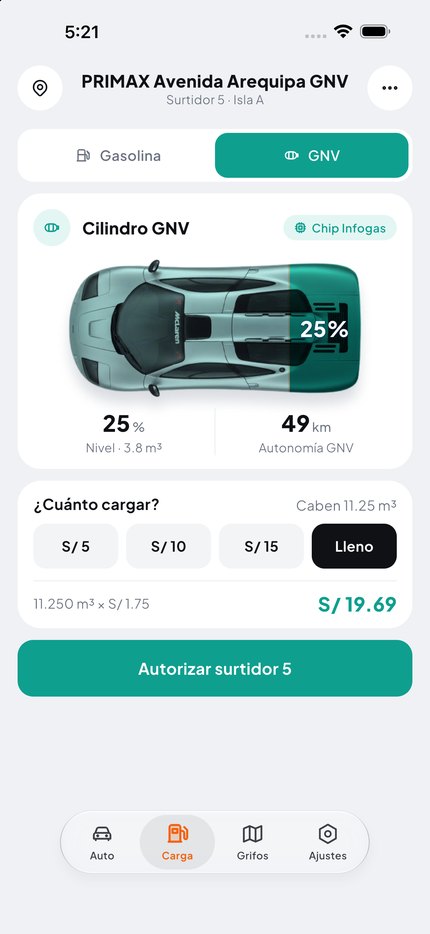 5:21
PRIMAX Avenida Arequipa GNV
Surtidor 5 · Isla A
Gasolina
GNV
Cilindro GNV
Chip Infogas
McLaren
25%
25 %
49 km
Nivel · 3.8 m³
Autonomía GNV
¿Cuánto cargar?
Caben 11.25 m³
S/ 5
S/ 10
S/ 15
Lleno
11.250 m³ × S/ 1.75
S/ 19.69
Autorizar surtidor 5
Auto
Carga
Grifos
Ajustes